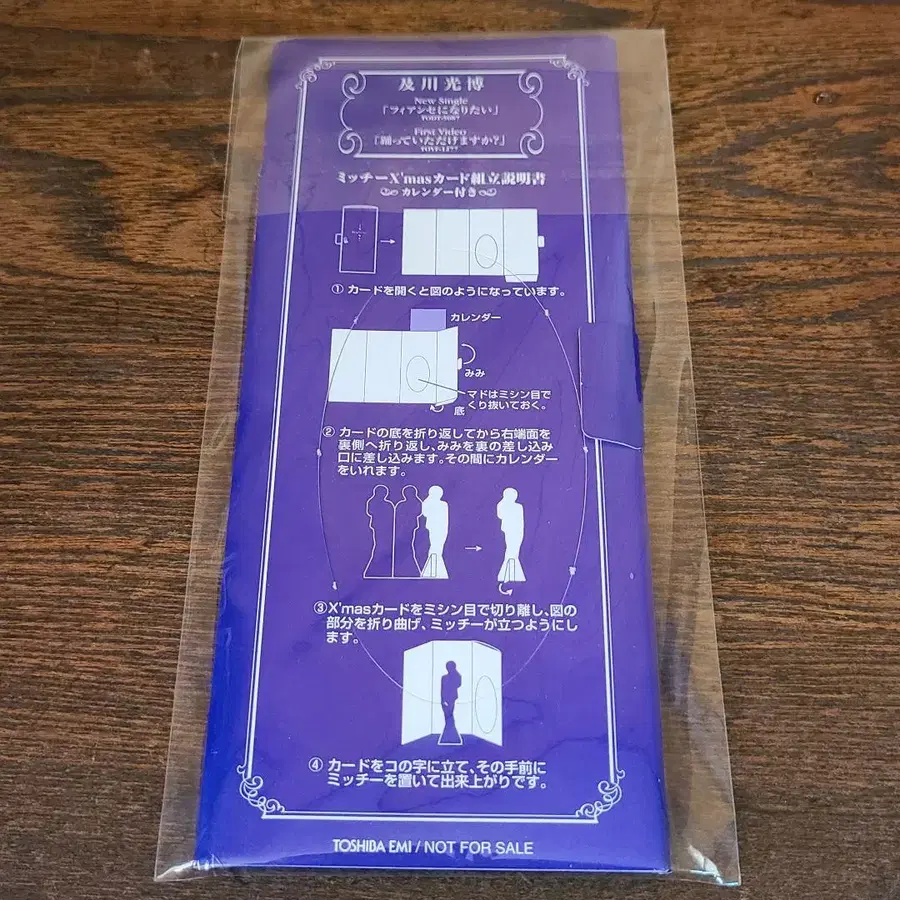 及川光博
New Single
「フィアンセになりたい」
TODT-5087
First Video
「踊っていただけますか?」
ミッチーX'masカード組立説明書
カレンダー付き
① カードを開くと図のようになっています。
カレンダー
みみ
マドはミシン目で
くり抜いておく。
底
② カードの底を折り返してから右端面を
裏側へ折り返し、みみを裏の差し込み
口に差し込みます。その間にカレンダー
をいれます。
③ X'masカードをミシン目で切り離し、図の
部分を折り曲げ、ミッチーが立つようにし
ます。
④ カードをコの字に立て、その手前に
ミッチーを置いて出来上がりです。
TOSHIBA EMI / NOT FOR SALE